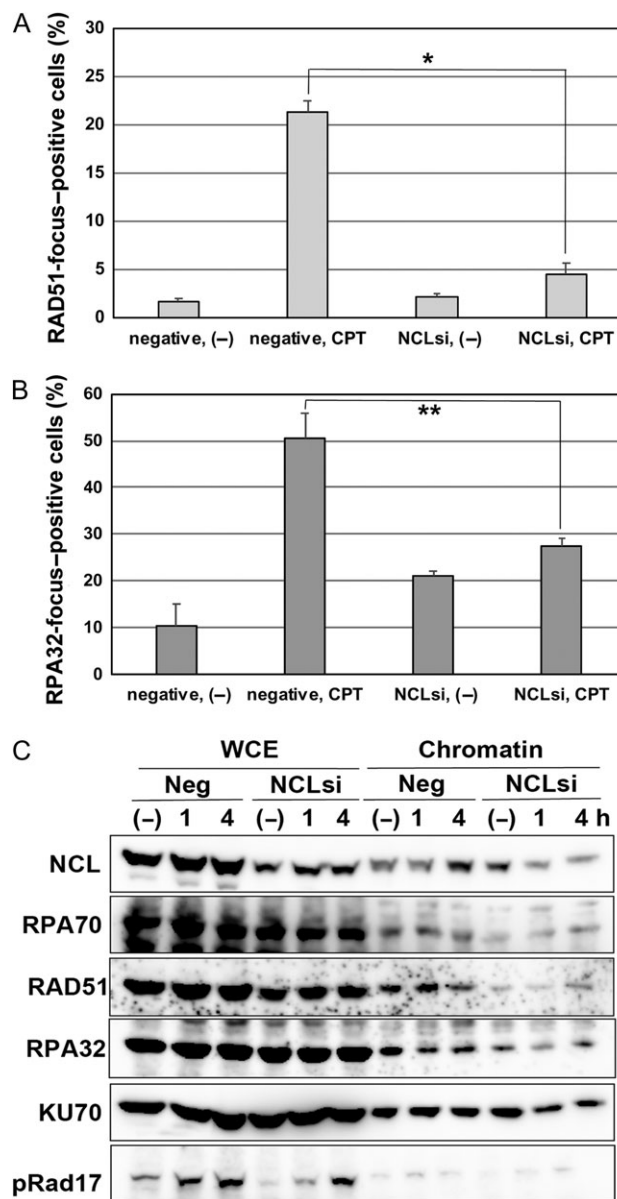 A
RAD51-focus–positive cells (%)
30
25
20
15
10
5
0
*
negative, (–) negative, CPT NCLsi, (–) NCLsi, CPT
B
RPA32-focus–positive cells (%)
60
50
40
30
20
10
0
**
negative, (–) negative, CPT NCLsi, (–) NCLsi, CPT
C
WCE Chromatin
Neg NCLsi Neg NCLsi
(–) 1 4 (–) 1 4 (–) 1 4 (–) 1 4 h
NCL
RPA70
RAD51
RPA32
KU70
pRad17